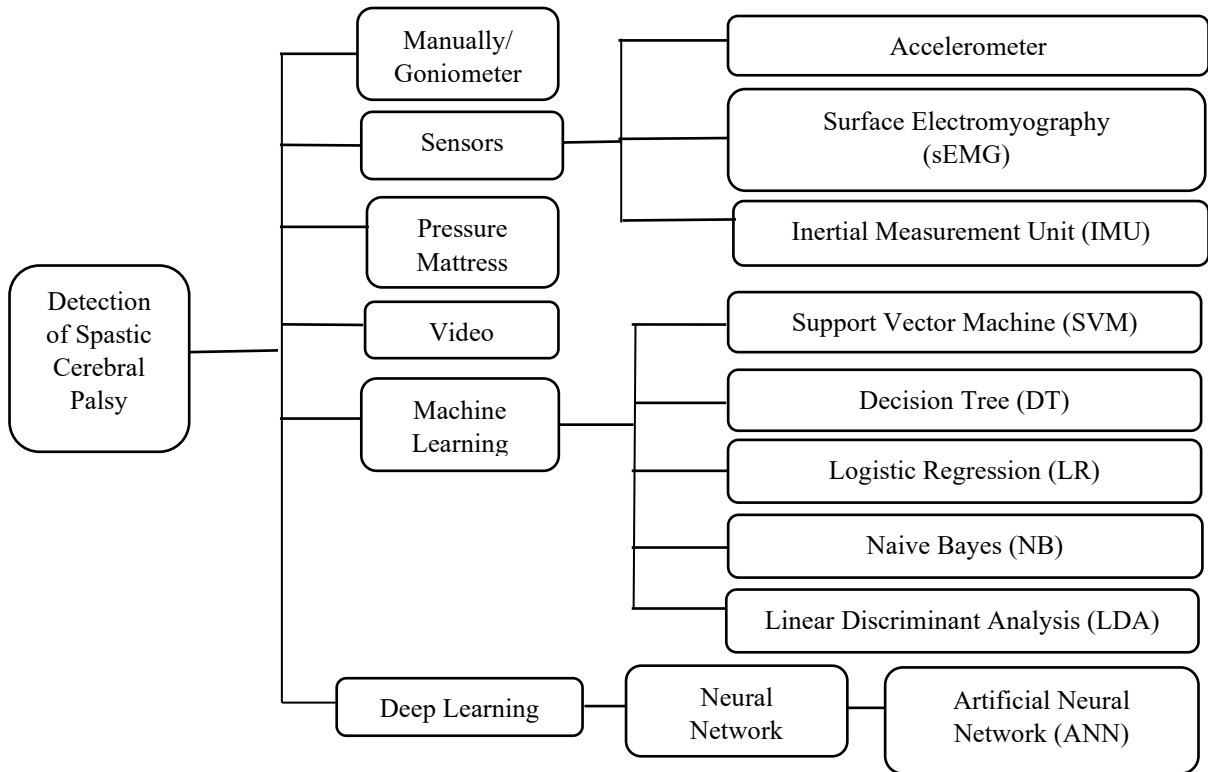 Detection
of Spastic
Cerebral
Palsy
Manually/
Goniometer
Sensors
Accelerometer
Surface Electromyography
(sEMG)
Inertial Measurement Unit (IMU)
Pressure
Mattress
Video
Machine
Learning
Support Vector Machine (SVM)
Decision Tree (DT)
Logistic Regression (LR)
Naive Bayes (NB)
Linear Discriminant Analysis (LDA)
Deep Learning
Neural
Network
Artificial Neural
Network (ANN)